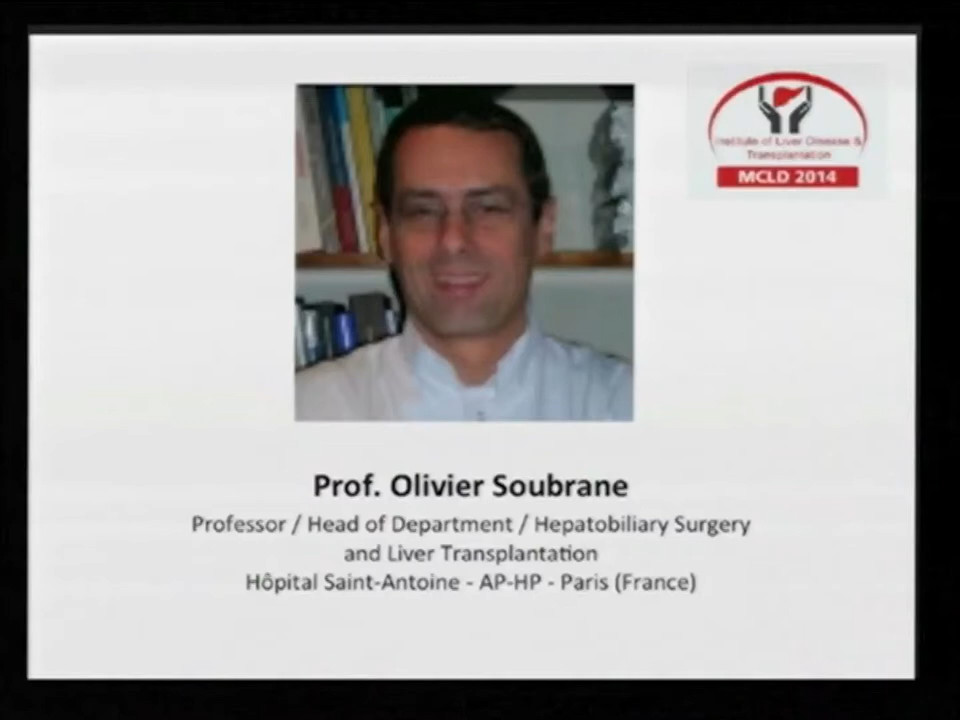 Institute of Liver Disease &
Transplantation
MCLD 2014
Prof. Olivier Soubrane
Professor / Head of Department / Hepatobiliary Surgery
and Liver Transplantation
Hôpital Saint-Antoine - AP-HP - Paris (France)